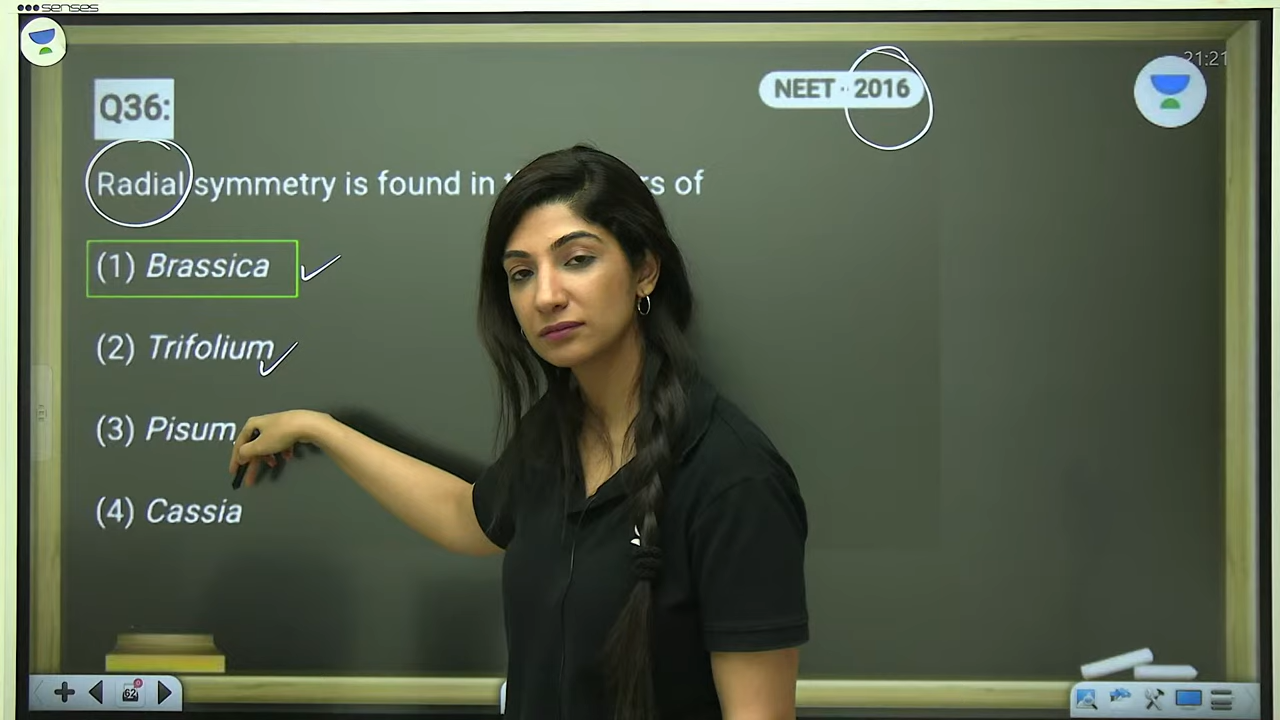 senses
21:21
Q36:
NEET 2016
Radial symmetry is found in of
(1) Brassica
(2) Trifolium
(3) Pisum
(4) Cassia